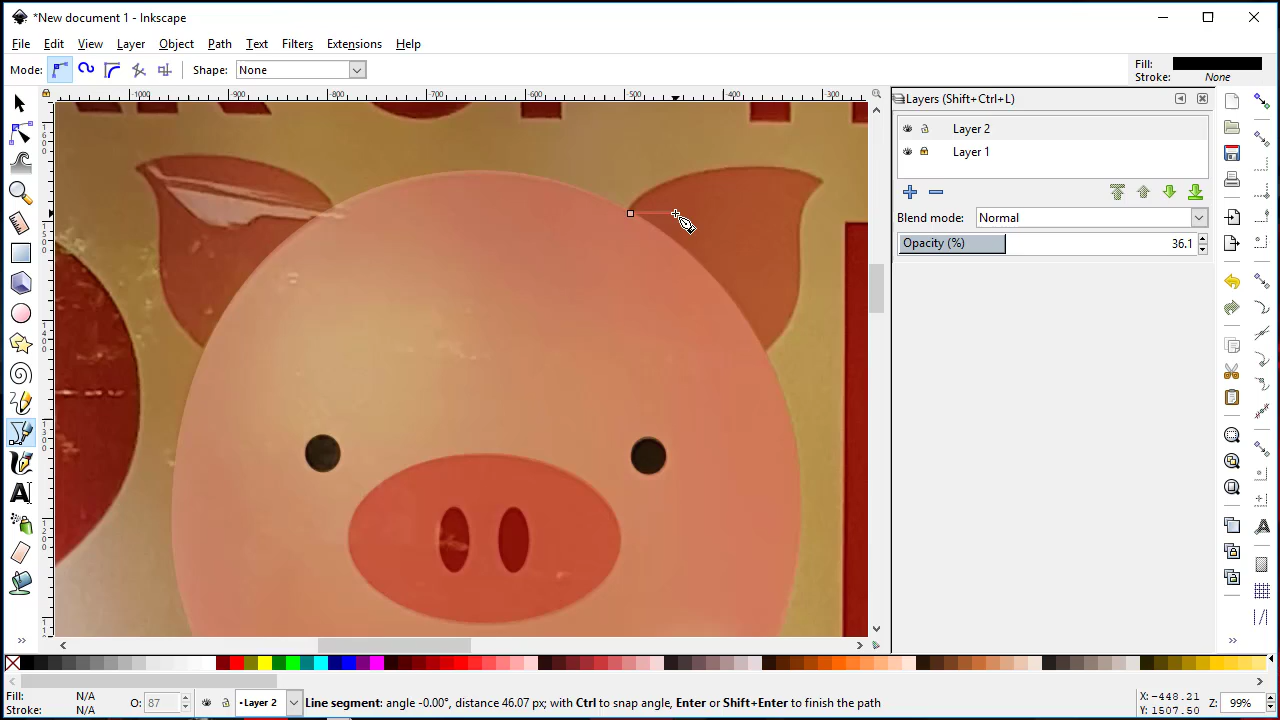 *New document 1 - Inkscape
File Edit View Layer Object Path Text Filters Extensions Help
Mode: Shape: None
Fill:
Stroke: None
-1000 -900 -800 -700 -600 -500 -400 -300
Layers (Shift+Ctrl+L)
Layer 2
Layer 1
Blend mode: Normal
Opacity (%) 36.1
Fill: N/A
Stroke: N/A
O: 87
Layer 2
Line segment: angle -0.00°, distance 46.07 px; with Ctrl to snap angle, Enter or Shift+Enter to finish the path
X: -448.21
Y: 1507.50
Z: 99%